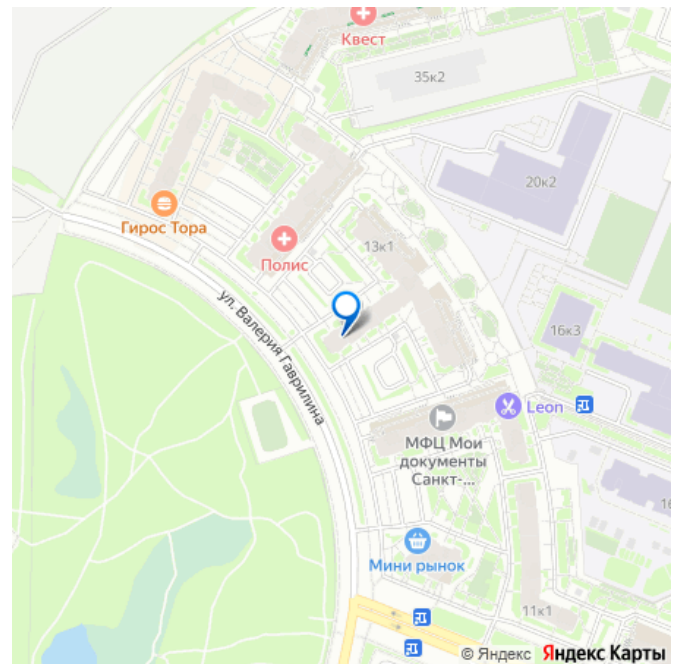 Квест
35к2
20к2
Гирос Тора
Полис
13к1
ул. Валерия Гаврилина
16к3
Leon
МФЦ Мои
документы
Санкт-...
16
Мини рынок
11к1
© Яндекс Яндекс Карты